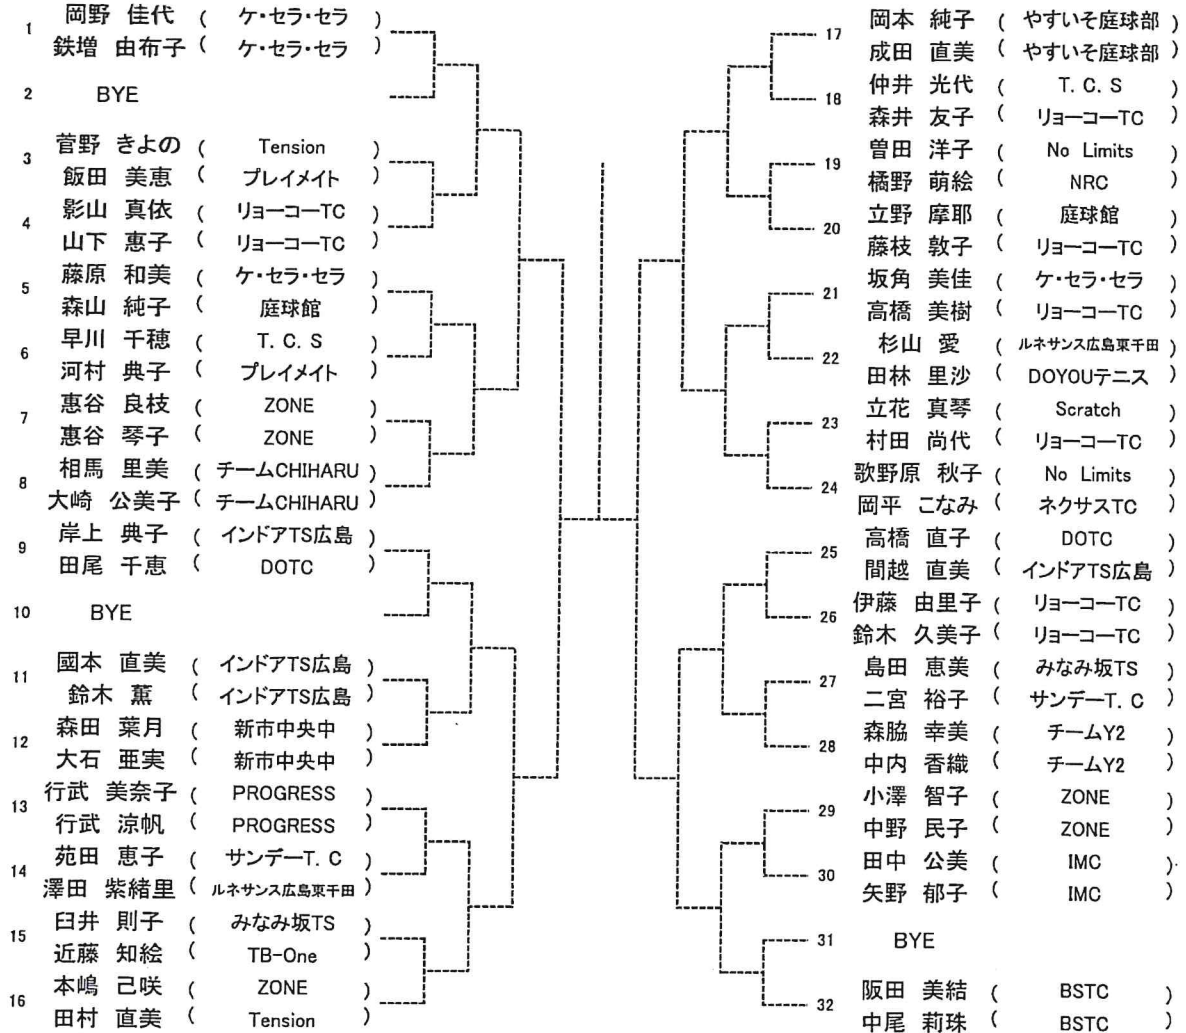 1 岡野 佳代 ( ケ・セラ・セラ )
鉄増 由布子 ( ケ・セラ・セラ )
2 BYE
3 菅野 きよの ( Tension )
飯田 美恵 ( プレイメイト )
4 影山 真依 ( リョーコーTC )
山下 惠子 ( リョーコーTC )
5 藤原 和美 ( ケ・セラ・セラ )
森山 純子 ( 庭球館 )
6 早川 千穂 ( T. C. S )
河村 典子 ( プレイメイト )
7 惠谷 良枝 ( ZONE )
惠谷 琴子 ( ZONE )
8 相馬 里美 ( チームCHIHARU )
大崎 公美子 ( チームCHIHARU )
9 岸上 典子 ( インドアTS広島 )
田尾 千恵 ( DOTC )
10 BYE
11 國本 直美 ( インドアTS広島 )
鈴木 薫 ( インドアTS広島 )
12 森田 葉月 ( 新市中央中 )
大石 亜実 ( 新市中央中 )
13 行武 美奈子 ( PROGRESS )
行武 涼帆 ( PROGRESS )
14 苑田 恵子 ( サンデーT. C )
澤田 紫緒里 ( ルネサンス広島東千田 )
15 臼井 則子 ( みなみ坂TS )
近藤 知絵 ( TB-One )
16 本嶋 己咲 ( ZONE )
田村 直美 ( Tension )
17 岡本 純子 ( やすいそ庭球部 )
成田 直美 ( やすいそ庭球部 )
18 仲井 光代 ( T. C. S )
森井 友子 ( リョーコーTC )
19 曽田 洋子 ( No Limits )
橘野 萌絵 ( NRC )
20 立野 摩耶 ( 庭球館 )
藤枝 敦子 ( リョーコーTC )
21 坂角 美佳 ( ケ・セラ・セラ )
高橋 美樹 ( リョーコーTC )
22 杉山 愛 ( ルネサンス広島東千田 )
田林 里沙 ( DOYOUテニス )
23 立花 真琴 ( Scratch )
村田 尚代 ( リョーコーTC )
24 歌野原 秋子 ( No Limits )
岡平 こなみ ( ネクサスTC )
25 高橋 直子 ( DOTC )
間越 直美 ( インドアTS広島 )
26 伊藤 由里子 ( リョーコーTC )
鈴木 久美子 ( リョーコーTC )
27 島田 恵美 ( みなみ坂TS )
二宮 裕子 ( サンデーT. C )
28 森脇 幸美 ( チームY2 )
中内 香織 ( チームY2 )
29 小澤 智子 ( ZONE )
中野 民子 ( ZONE )
30 田中 公美 ( IMC )
矢野 郁子 ( IMC )
31 BYE
32 阪田 美結 ( BSTC )
中尾 莉珠 ( BSTC )